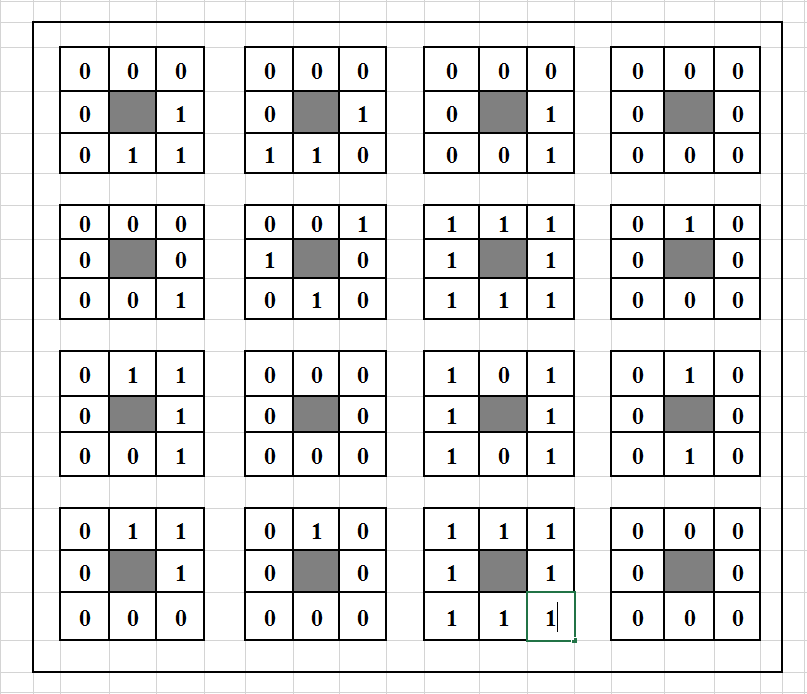 0 0 0 0 0 0 0 0 0 0 0 0
0 1 0 1 0 1 0 0
0 1 1 1 1 0 0 0 1 0 0 0
0 0 0 0 0 1 1 1 1 0 1 0
0 0 1 0 1 1 0 0
0 0 1 0 1 0 1 1 1 0 0 0
0 1 1 0 0 0 1 0 1 0 1 0
0 1 0 0 1 1 0 0
0 0 1 0 0 0 1 0 1 0 1 0
0 1 1 0 1 0 1 1 1 0 0 0
0 1 0 0 1 1 0 0
0 0 0 0 0 0 1 1 1 0 0 0